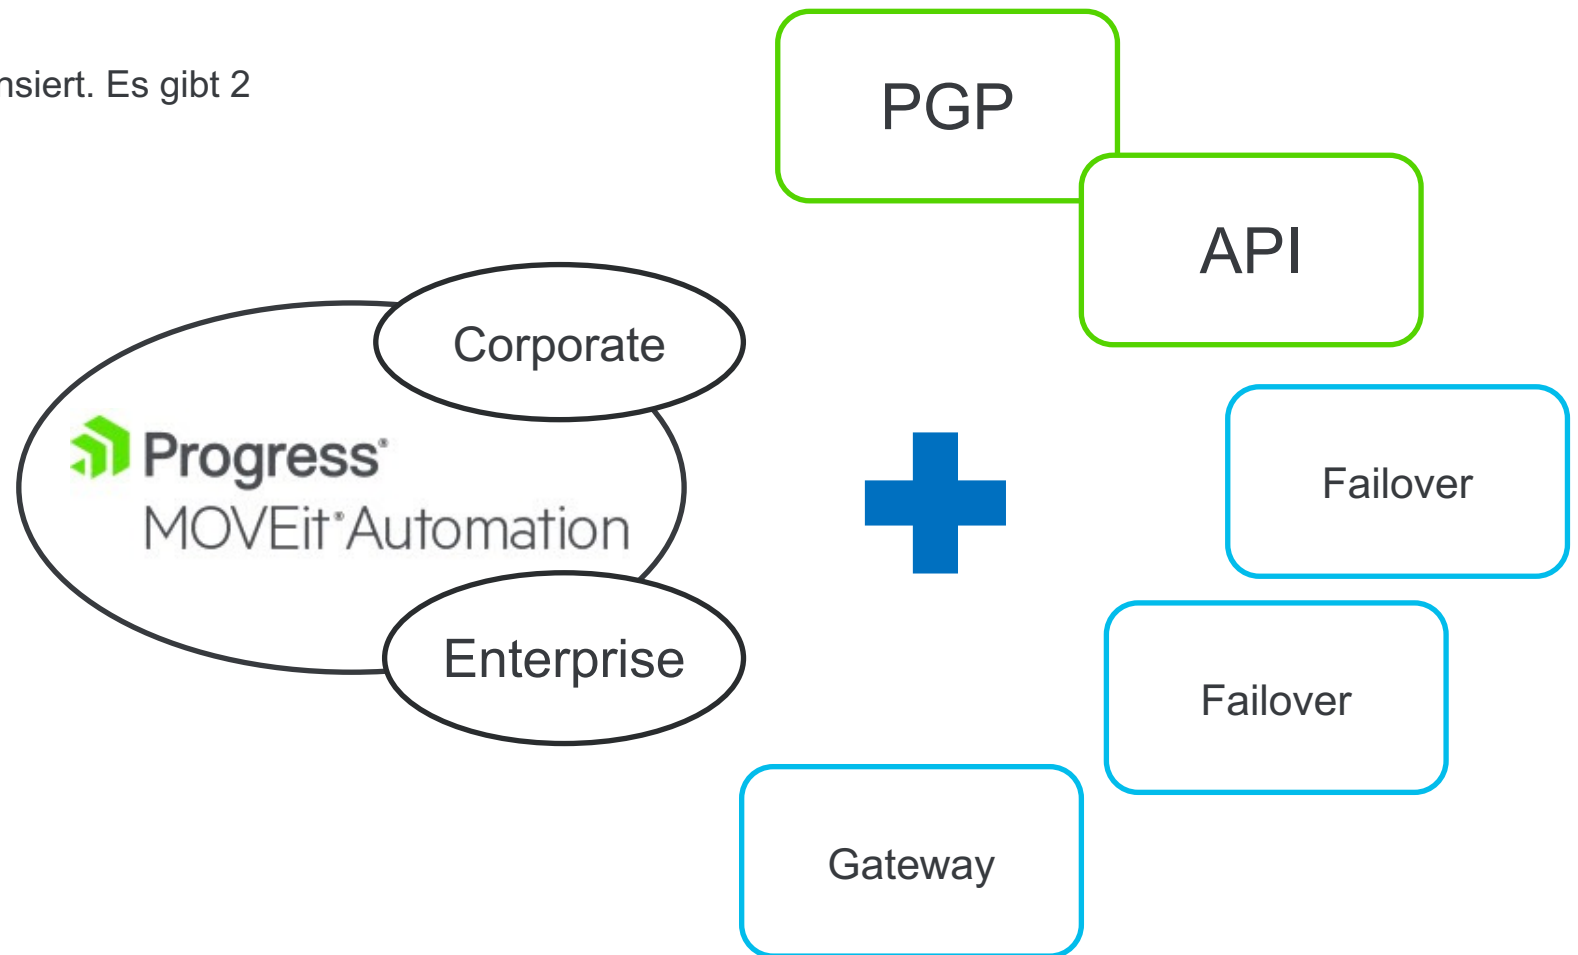 nsiert. Es gibt 2
PGP
API
Corporate
Progress®
MOVEit® Automation
Enterprise
Failover
Failover
Gateway